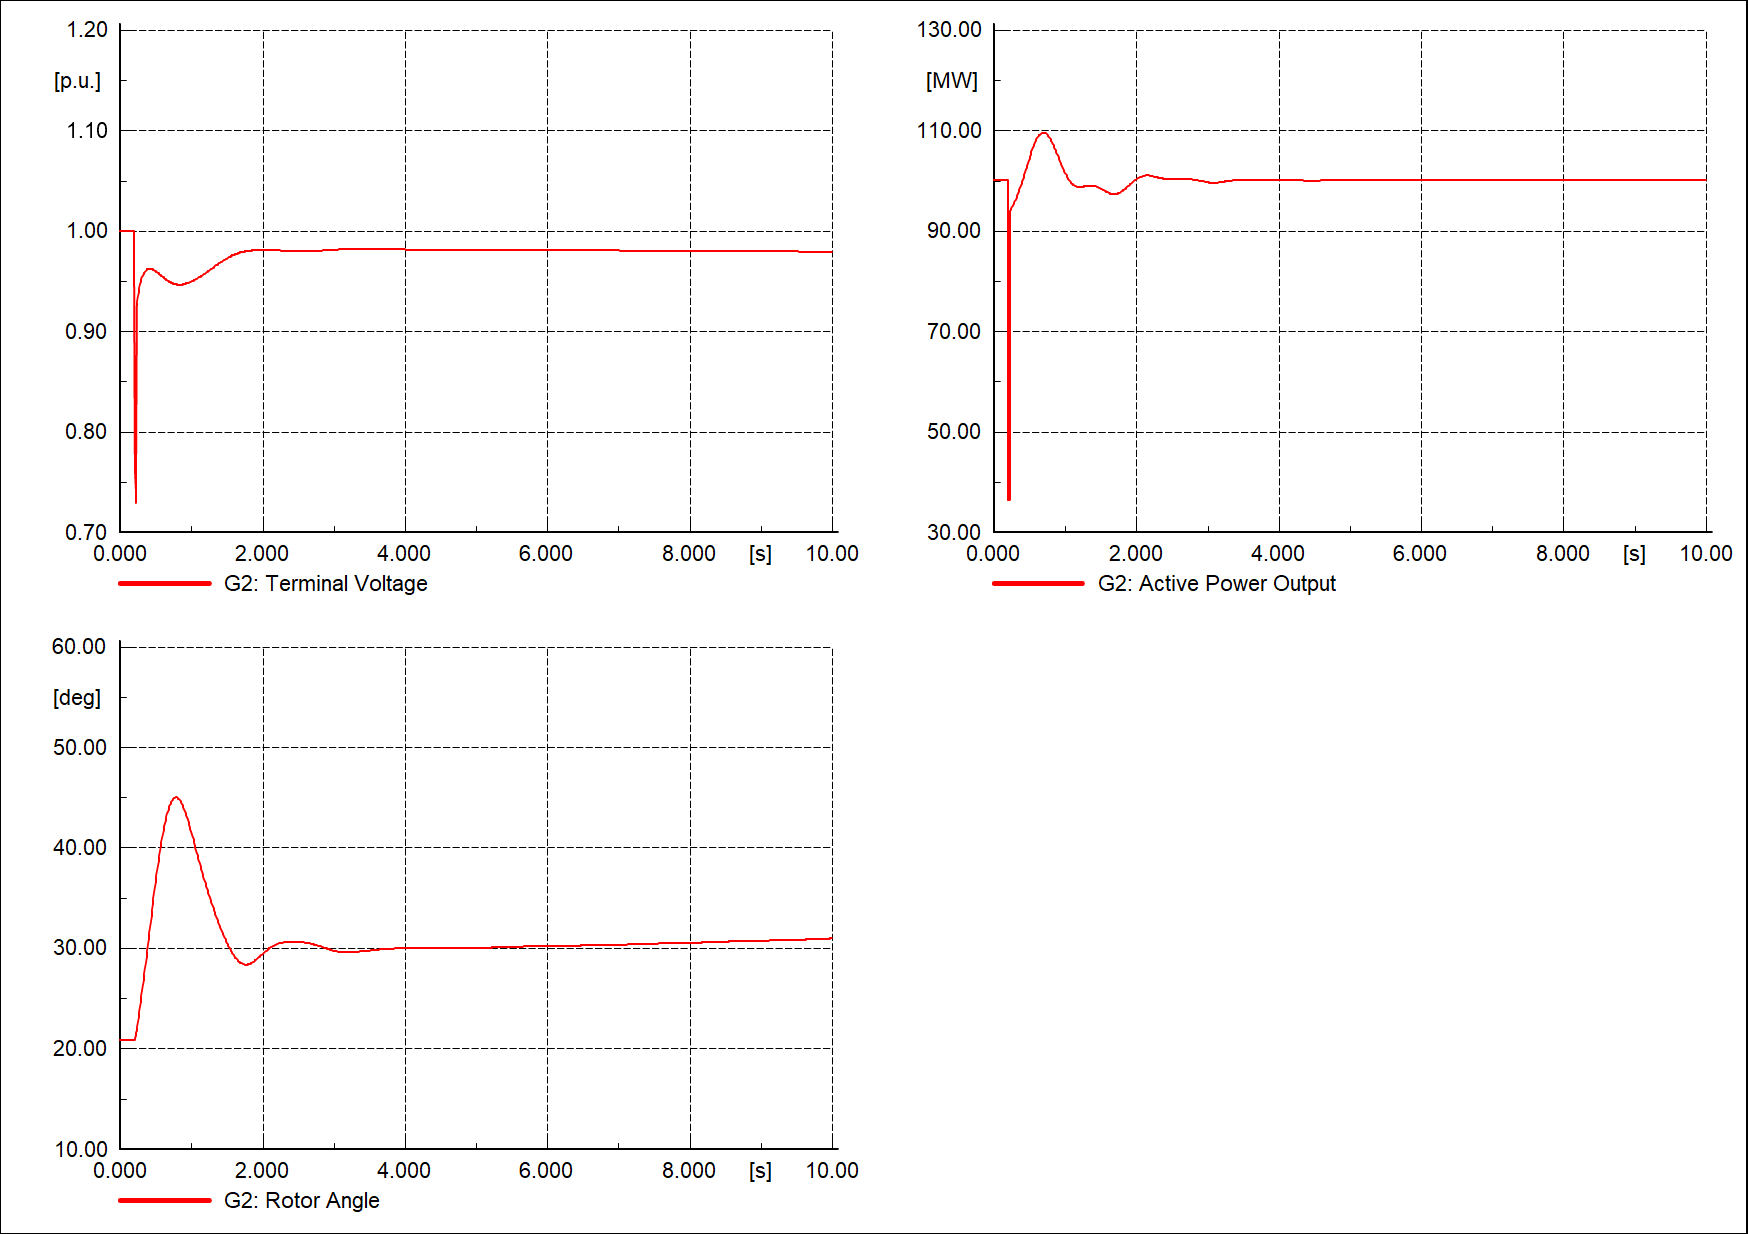 1.20
[p.u.]
1.10
1.00
0.90
0.80
0.70
0.000 2.000 4.000 6.000 8.000 [s] 10.00
G2: Terminal Voltage
130.00
[MW]
110.00
90.00
70.00
50.00
30.00
0.000 2.000 4.000 6.000 8.000 [s] 10.00
G2: Active Power Output
60.00
[deg]
50.00
40.00
30.00
20.00
10.00
0.000 2.000 4.000 6.000 8.000 [s] 10.00
G2: Rotor Angle